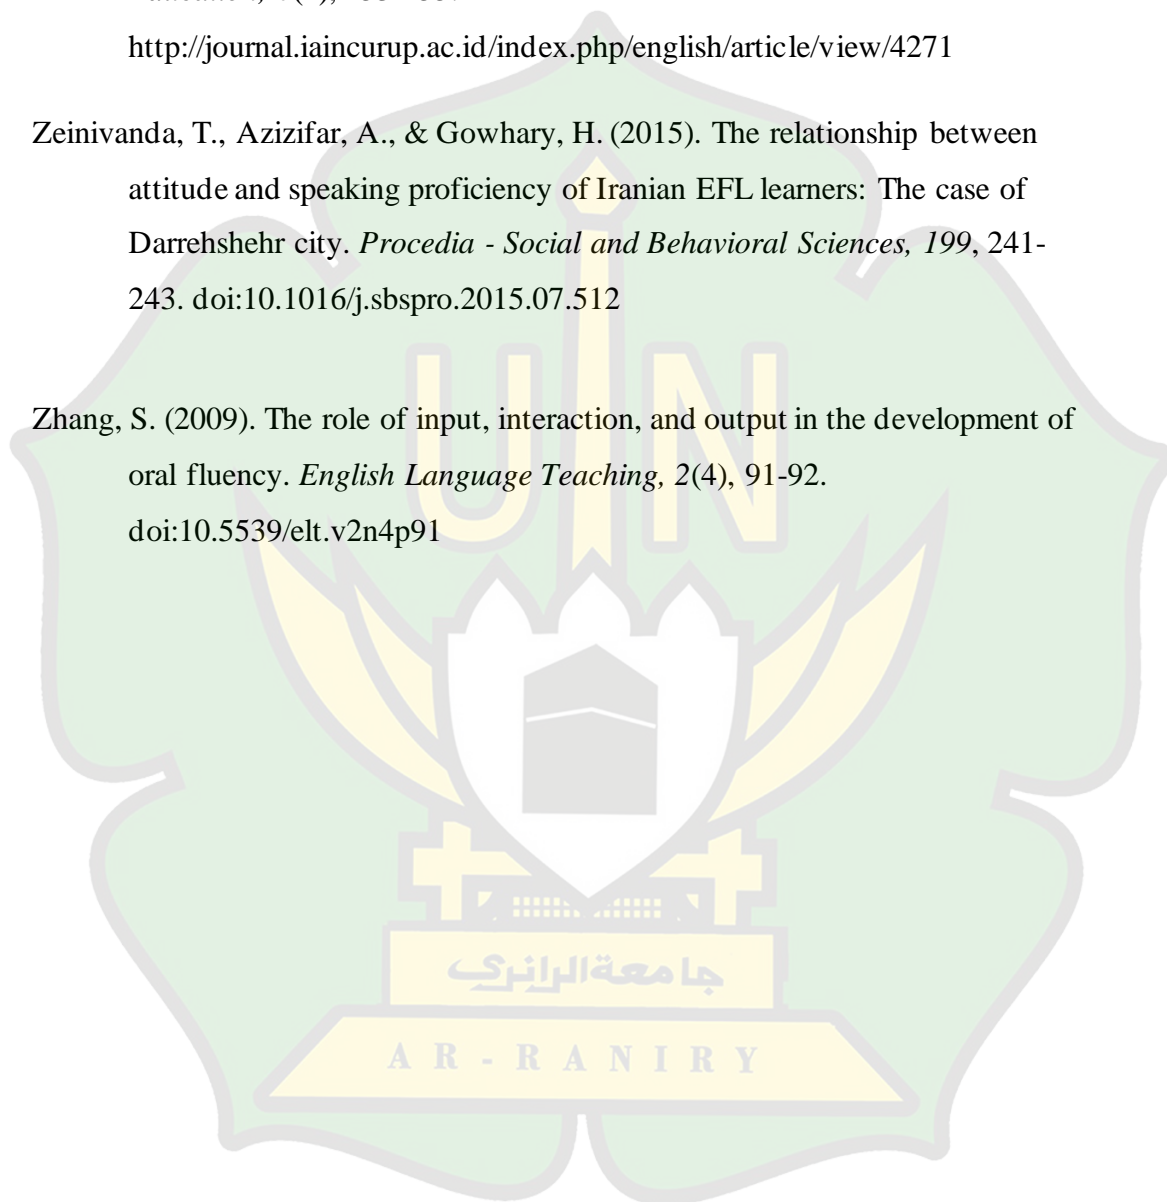 http://journal.iaincurup.ac.id/index.php/english/article/view/4271
Zeinivanda, T., Azizifar, A., & Gowhary, H. (2015). The relationship between
attitude and speaking proficiency of Iranian EFL learners: The case of
Darrehshehr city. Procedia - Social and Behavioral Sciences, 199, 241-
243. doi:10.1016/j.sbspro.2015.07.512
Zhang, S. (2009). The role of input, interaction, and output in the development of
oral fluency. English Language Teaching, 2(4), 91-92.
doi:10.5539/elt.v2n4p91
UIN
جامعة الرانري
AR-RANIRY